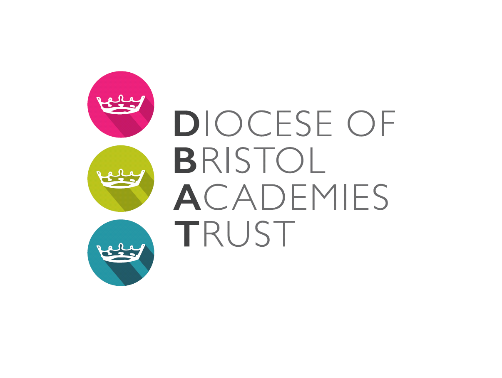 DIOCESE OF
BRISTOL
ACADEMIES
TRUST